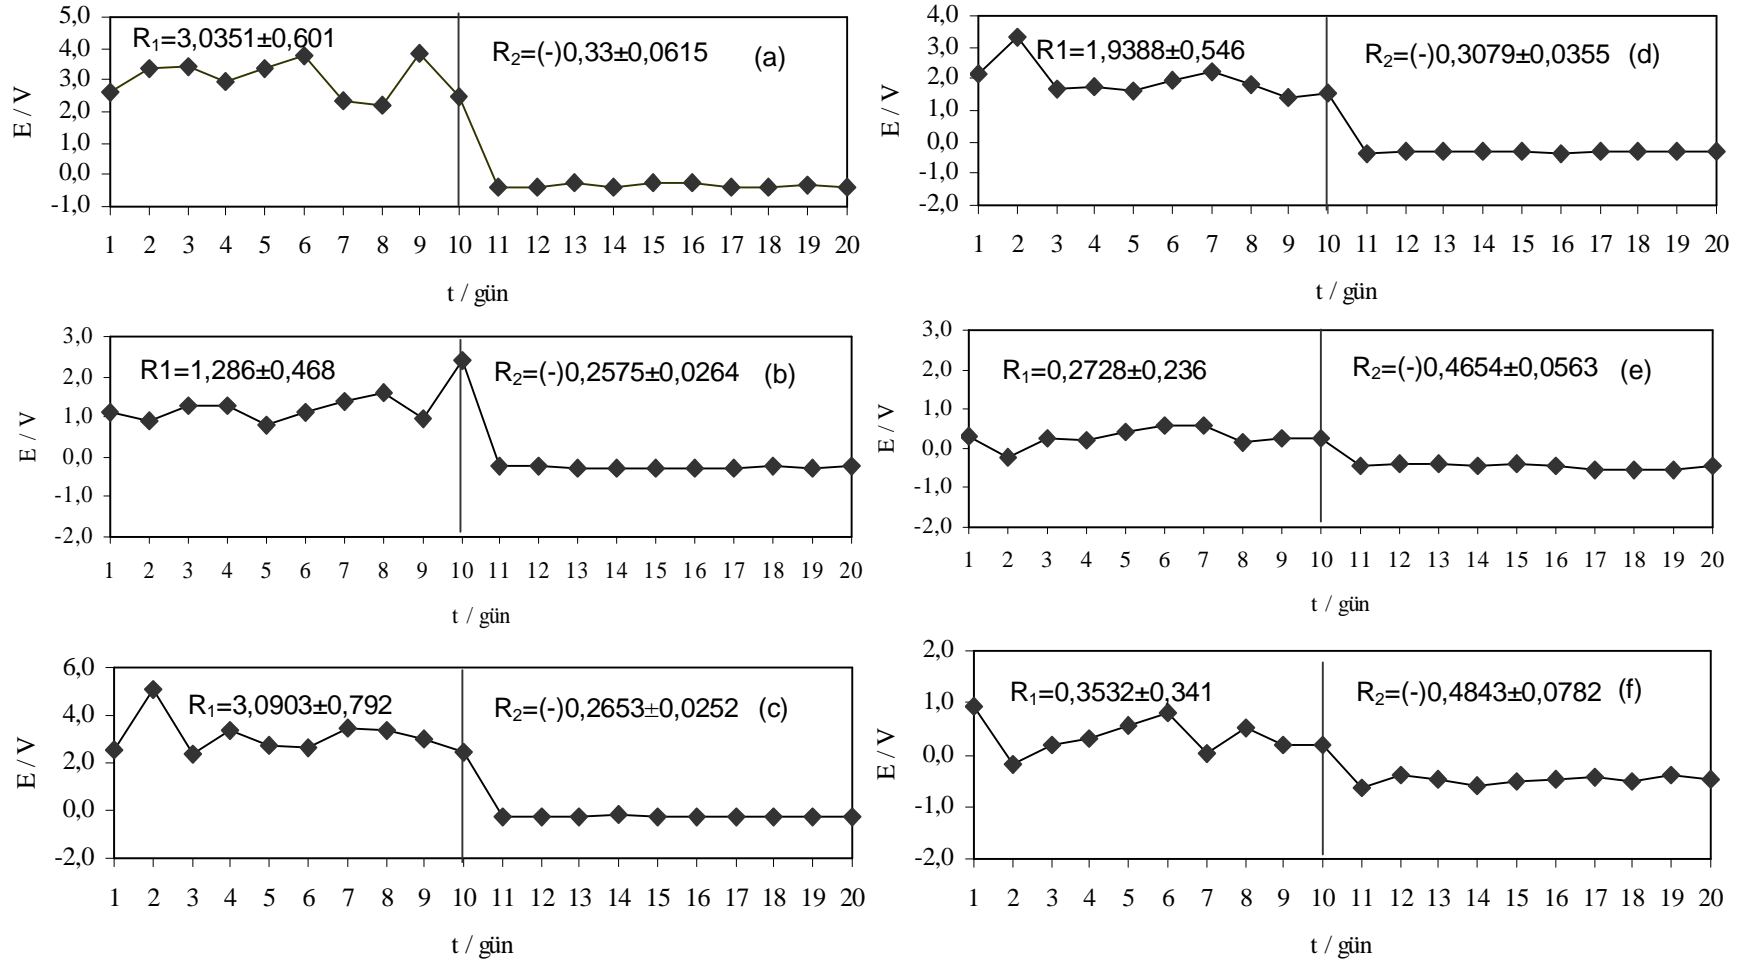 5,0
4,0
3,0
2,0
1,0
0,0
-1,0
E / V
R1=3,0351±0,601
R2=(-)0,33±0,0615
(a)
1 2 3 4 5 6 7 8 9 10 11 12 13 14 15 16 17 18 19 20
t / gün
3,0
2,0
1,0
0,0
-1,0
-2,0
E / V
R1=1,286±0,468
R2=(-)0,2575±0,0264
(b)
1 2 3 4 5 6 7 8 9 10 11 12 13 14 15 16 17 18 19 20
t / gün
6,0
4,0
2,0
0,0
-2,0
E / V
R1=3,0903±0,792
R2=(-)0,2653±0,0252
(c)
1 2 3 4 5 6 7 8 9 10 11 12 13 14 15 16 17 18 19 20
t / gün
4,0
3,0
2,0
1,0
0,0
-1,0
-2,0
E / V
R1=1,9388±0,546
R2=(-)0,3079±0,0355
(d)
1 2 3 4 5 6 7 8 9 10 11 12 13 14 15 16 17 18 19 20
t / gün
3,0
2,0
1,0
0,0
-1,0
-2,0
E / V
R1=0,2728±0,236
R2=(-)0,4654±0,0563
(e)
1 2 3 4 5 6 7 8 9 10 11 12 13 14 15 16 17 18 19 20
t / gün
2,0
1,0
0,0
-1,0
-2,0
E / V
R1=0,3532±0,341
R2=(-)0,4843±0,0782
(f)
1 2 3 4 5 6 7 8 9 10 11 12 13 14 15 16 17 18 19 20
t / gün